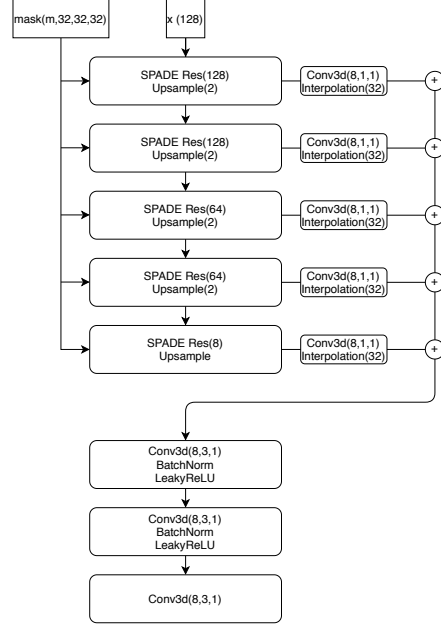 mask(m,32,32,32)
x (128)
SPADE Res(128)
Upsample(2)
Conv3d(8,1,1)
Interpolation(32)
+
SPADE Res(128)
Upsample(2)
Conv3d(8,1,1)
Interpolation(32)
+
SPADE Res(64)
Upsample(2)
Conv3d(8,1,1)
Interpolation(32)
+
SPADE Res(64)
Upsample(2)
Conv3d(8,1,1)
Interpolation(32)
+
SPADE Res(8)
Upsample
Conv3d(8,1,1)
Interpolation(32)
+
Conv3d(8,3,1)
BatchNorm
LeakyReLU
Conv3d(8,3,1)
BatchNorm
LeakyReLU
Conv3d(8,3,1)